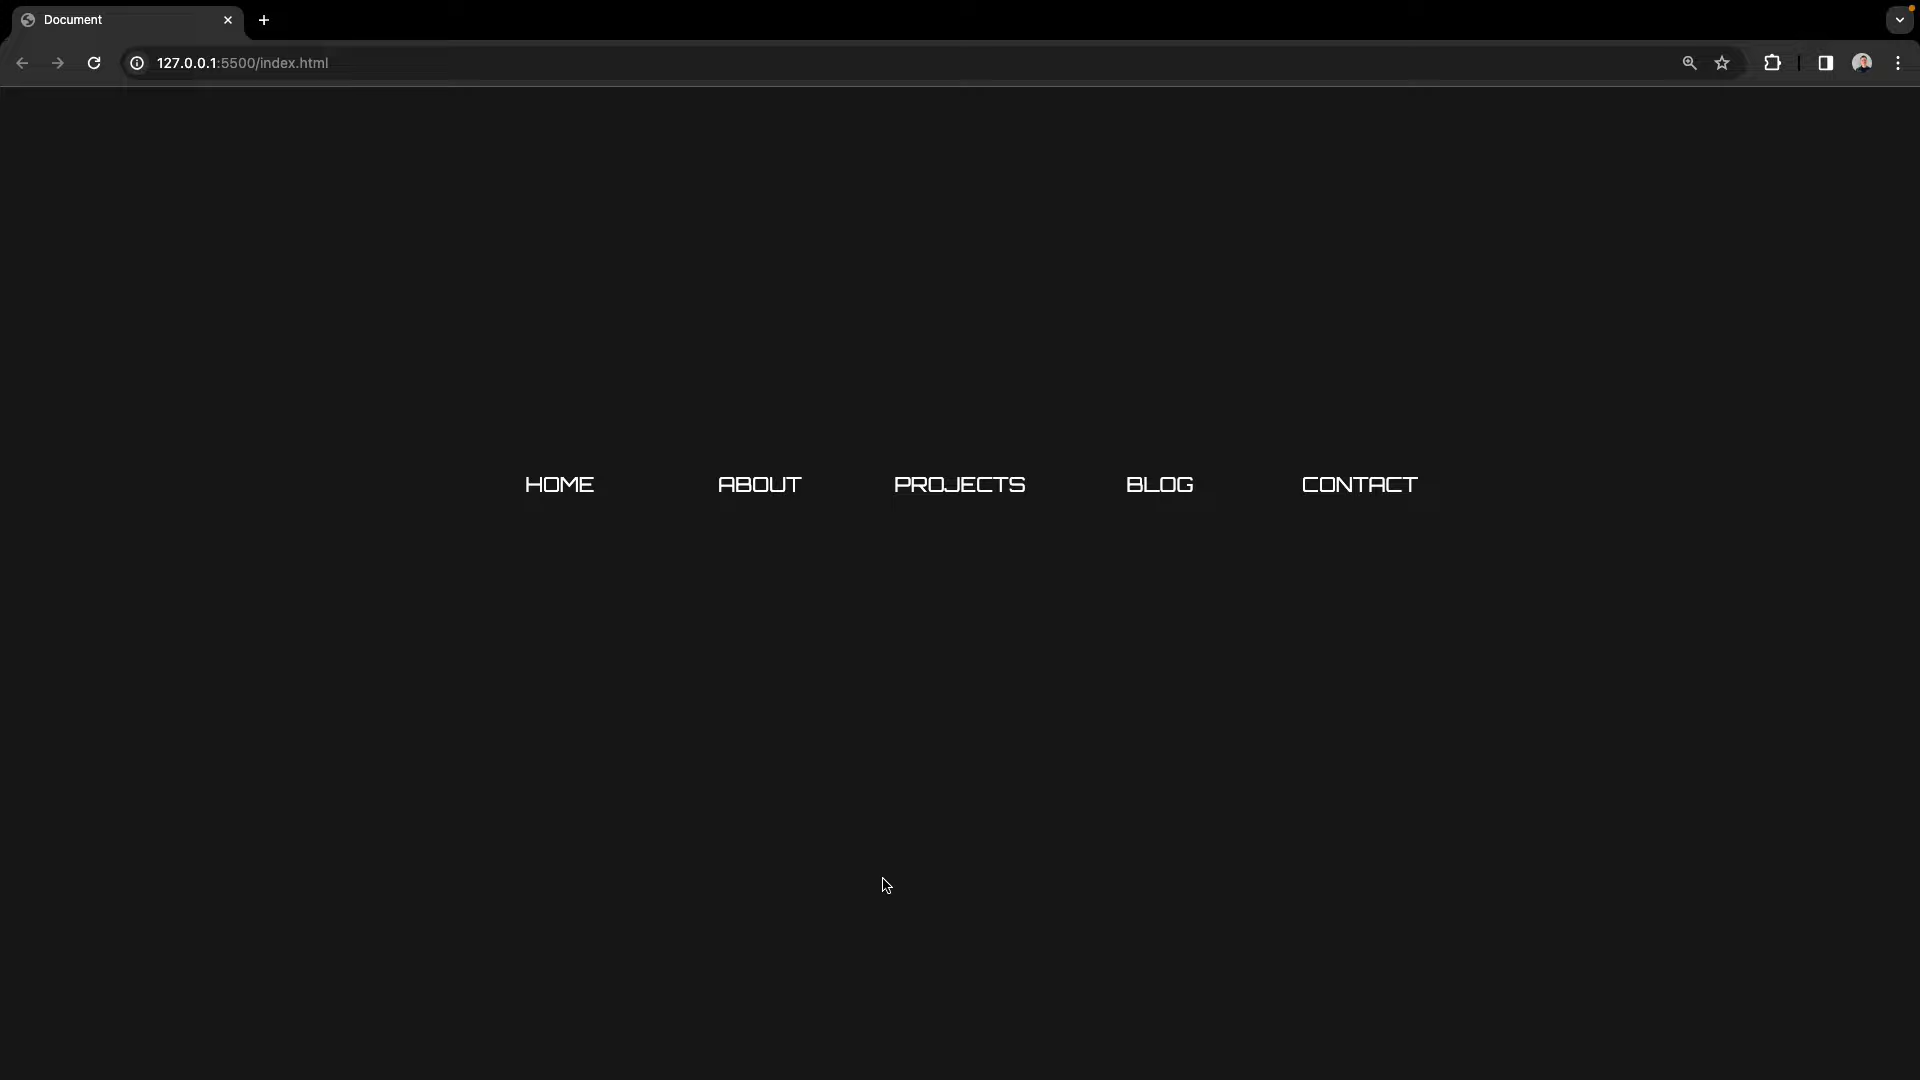 Document
127.0.0.1:5500/index.html
HOME ABOUT PROJECTS BLOG CONTACT